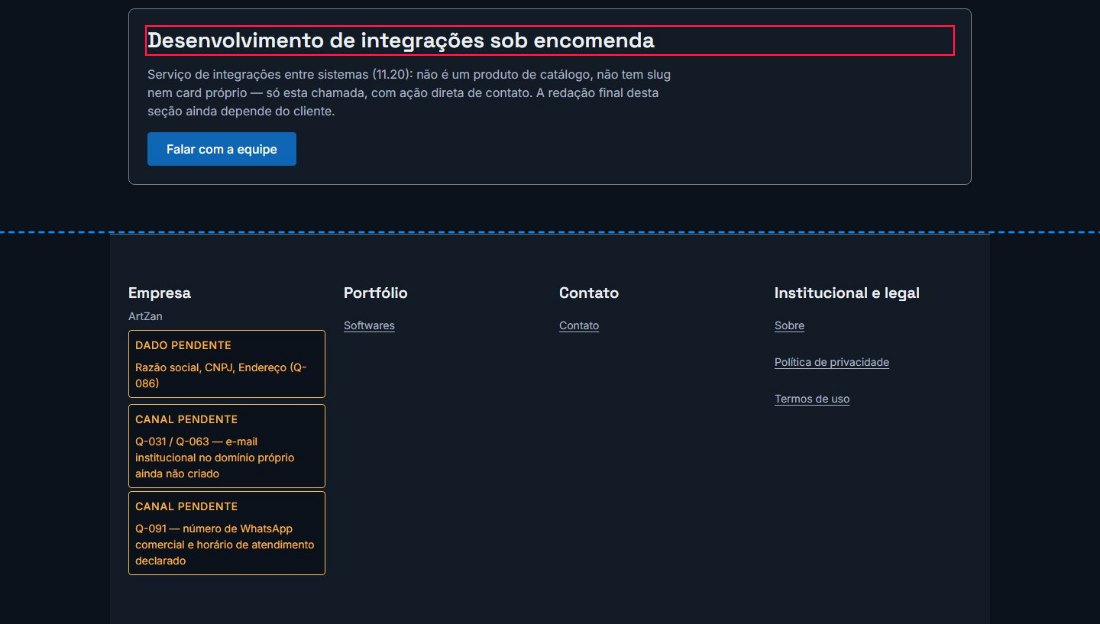 Desenvolvimento de integrações sob encomenda
Serviço de integrações entre sistemas (11.20): não é um produto de catálogo, não tem slug
nem card próprio — só esta chamada, com ação direta de contato. A redação final desta
seção ainda depende do cliente.
Falar com a equipe
Empresa
ArtZan
DADO PENDENTE
Razão social, CNPJ, Endereço (Q-
086)
CANAL PENDENTE
Q-031 / Q-063 — e-mail
institucional no domínio próprio
ainda não criado
CANAL PENDENTE
Q-091 — número de WhatsApp
comercial e horário de atendimento
declarado
Portfólio
Softwares
Contato
Contato
Institucional e legal
Sobre
Política de privacidade
Termos de uso